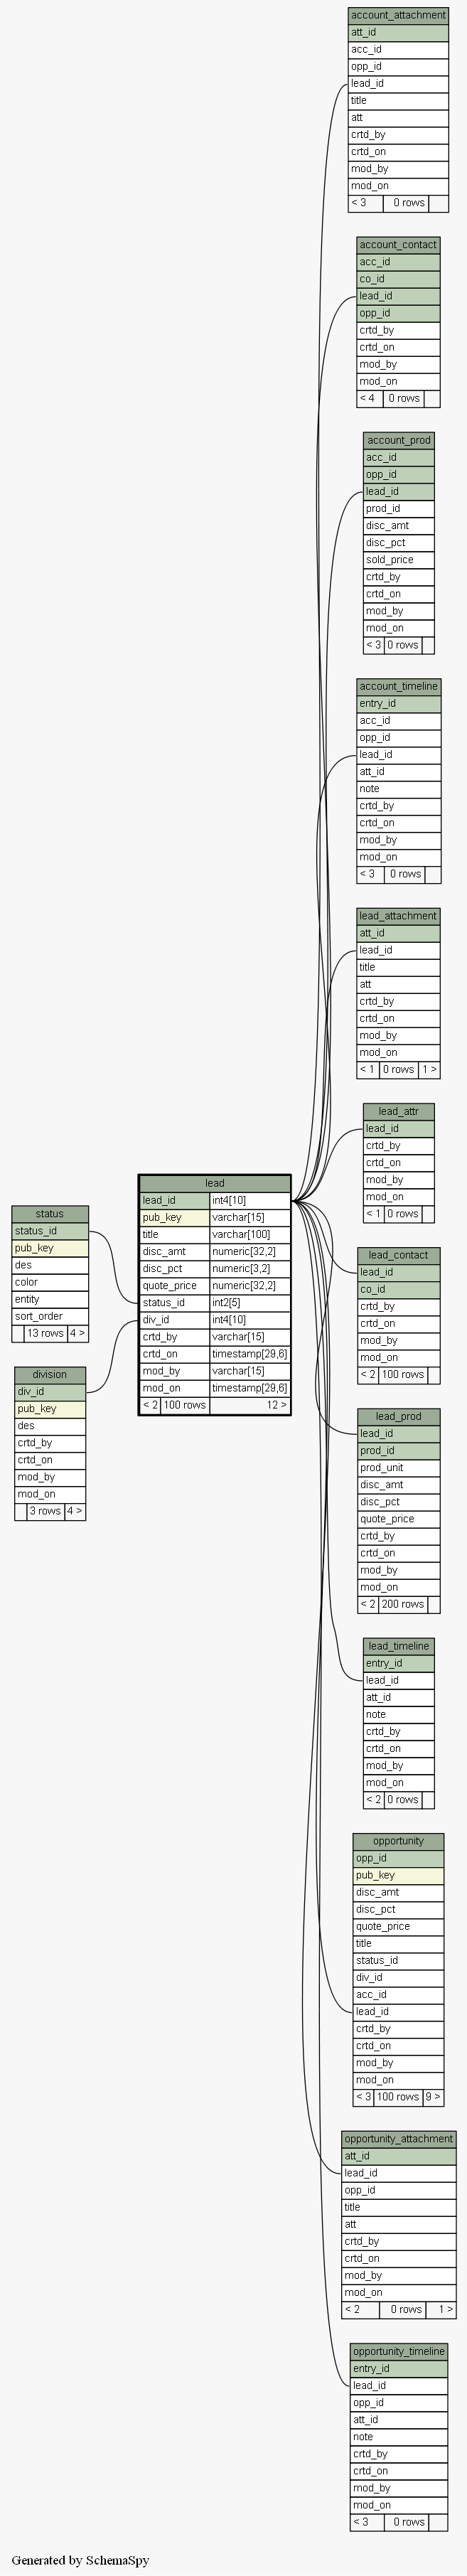 account_attachment
att_id
acc_id
opp_id
lead_id
title
att
crtd_by
crtd_on
mod_by
mod_on
< 3 0 rows
account_contact
acc_id
co_id
lead_id
opp_id
crtd_by
crtd_on
mod_by
mod_on
< 4 0 rows
account_prod
acc_id
opp_id
lead_id
prod_id
disc_amt
disc_pct
sold_price
crtd_by
crtd_on
mod_by
mod_on
< 3 0 rows
account_timeline
entry_id
acc_id
opp_id
lead_id
att_id
note
crtd_by
crtd_on
mod_by
mod_on
< 3 0 rows
lead_attachment
att_id
lead_id
title
att
crtd_by
crtd_on
mod_by
mod_on
< 1 0 rows 1 >
lead_attr
lead_id
crtd_by
crtd_on
mod_by
mod_on
< 1 0 rows
lead
lead_id int4[10]
pub_key varchar[15]
title varchar[100]
disc_amt numeric[32,2]
disc_pct numeric[3,2]
quote_price numeric[32,2]
status_id int2[5]
div_id int4[10]
crtd_by varchar[15]
crtd_on timestamp[29,6]
mod_by varchar[15]
mod_on timestamp[29,6]
< 2 100 rows 12 >
status
status_id
pub_key
des
color
entity
sort_order
13 rows 4 >
division
div_id
pub_key
des
crtd_by
crtd_on
mod_by
mod_on
3 rows 4 >
lead_contact
lead_id
co_id
crtd_by
crtd_on
mod_by
mod_on
< 2 100 rows
lead_prod
lead_id
prod_id
prod_unit
disc_amt
disc_pct
quote_price
crtd_by
crtd_on
mod_by
mod_on
< 2 200 rows
lead_timeline
entry_id
lead_id
att_id
note
crtd_by
crtd_on
mod_by
mod_on
< 2 0 rows
opportunity
opp_id
pub_key
disc_amt
disc_pct
quote_price
title
status_id
div_id
acc_id
lead_id
crtd_by
crtd_on
mod_by
mod_on
< 3 100 rows 9 >
opportunity_attachment
att_id
lead_id
opp_id
title
att
crtd_by
crtd_on
mod_by
mod_on
< 2 0 rows 1 >
opportunity_timeline
entry_id
lead_id
opp_id
att_id
note
crtd_by
crtd_on
mod_by
mod_on
< 3 0 rows
Generated by SchemaSpy